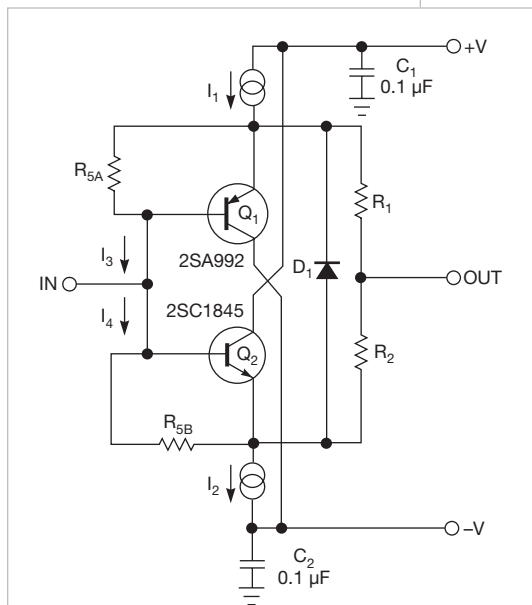 +V
C1
0.1 µF
I1
R5A
Q1
R1
I3
2SA992
D1
IN
OUT
I4
2SC1845
Q2
R2
R5B
I2
–V
C2
0.1 µF